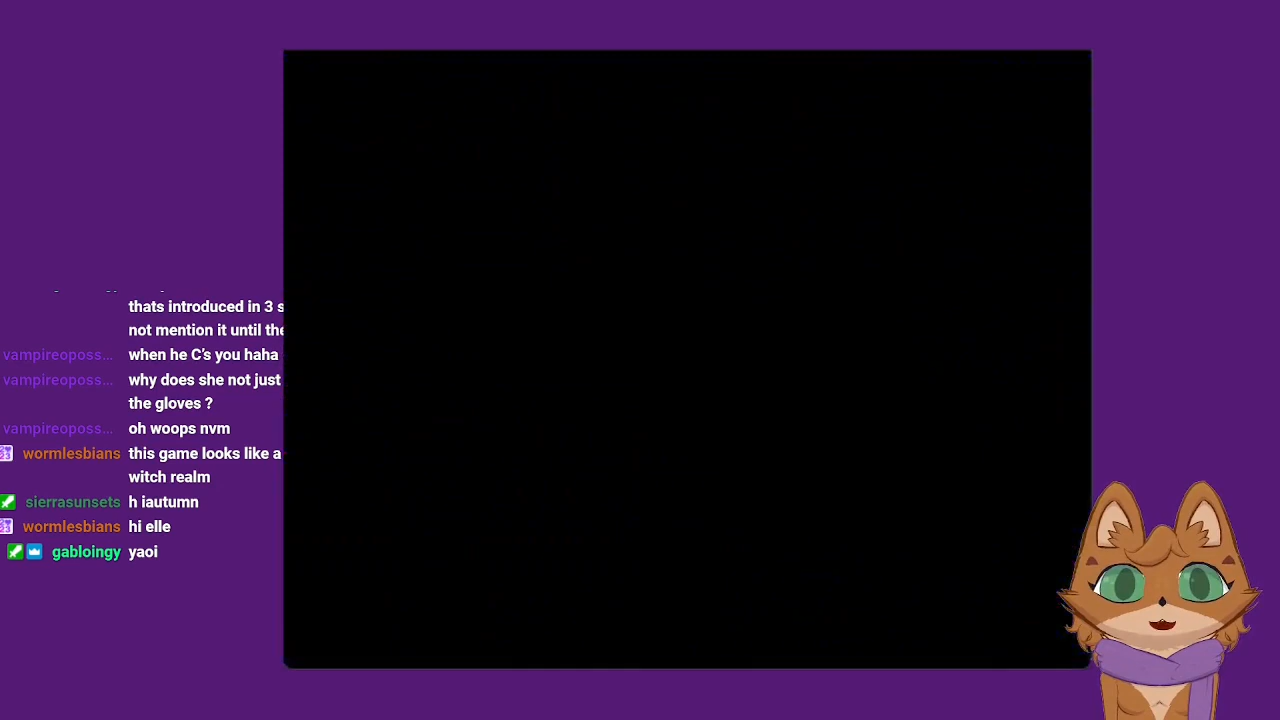 thats introduced in 3 s
not mention it until the
vampireoposs... when he C's you haha
vampireoposs... why does she not just
the gloves ?
vampireoposs... oh woops nvm
wormlesbians this game looks like a
witch realm
sierrasunsets h iautumn
wormlesbians hi elle
gabloingy yaoi